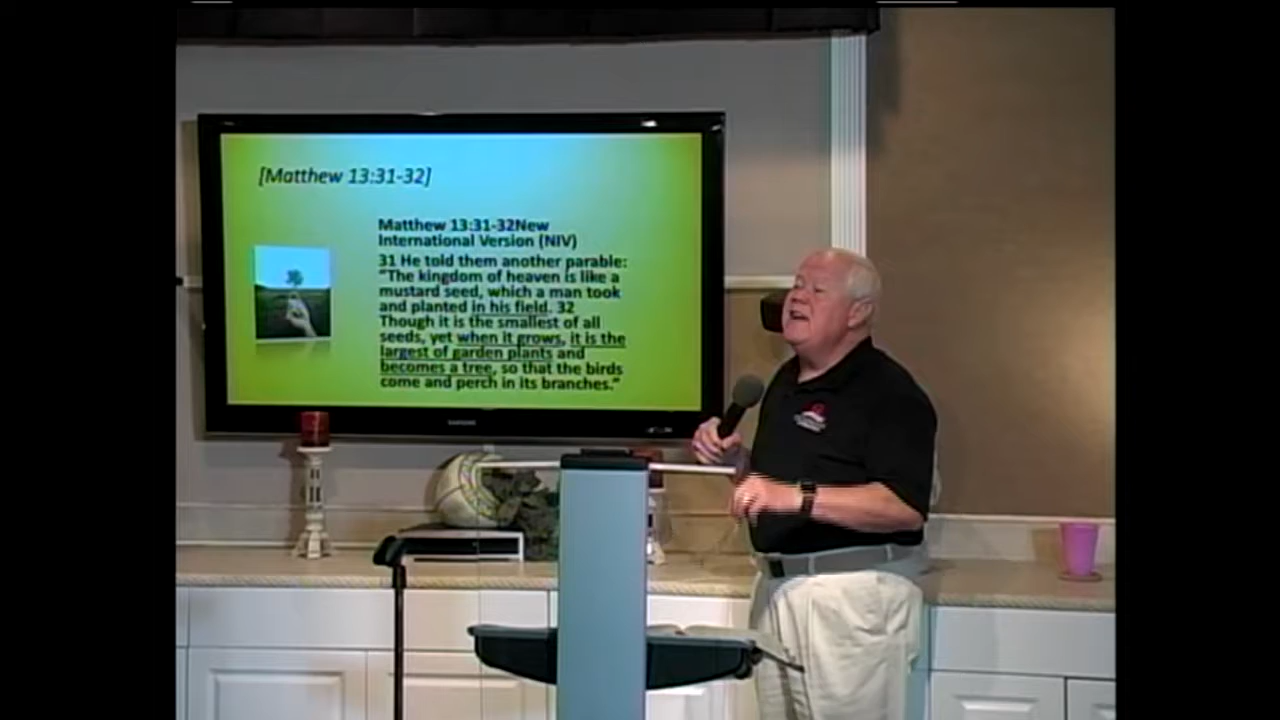 [Matthew 13:31-32]
Matthew 13:31-32New
International Version (NIV)
31 He told them another parable:
"The kingdom of heaven is like a
mustard seed, which a man took
and planted in his field. 32
Though it is the smallest of all
seeds, yet when it grows, it is the
largest of garden plants and
becomes a tree, so that the birds
come and perch in its branches."
SAMSUNG